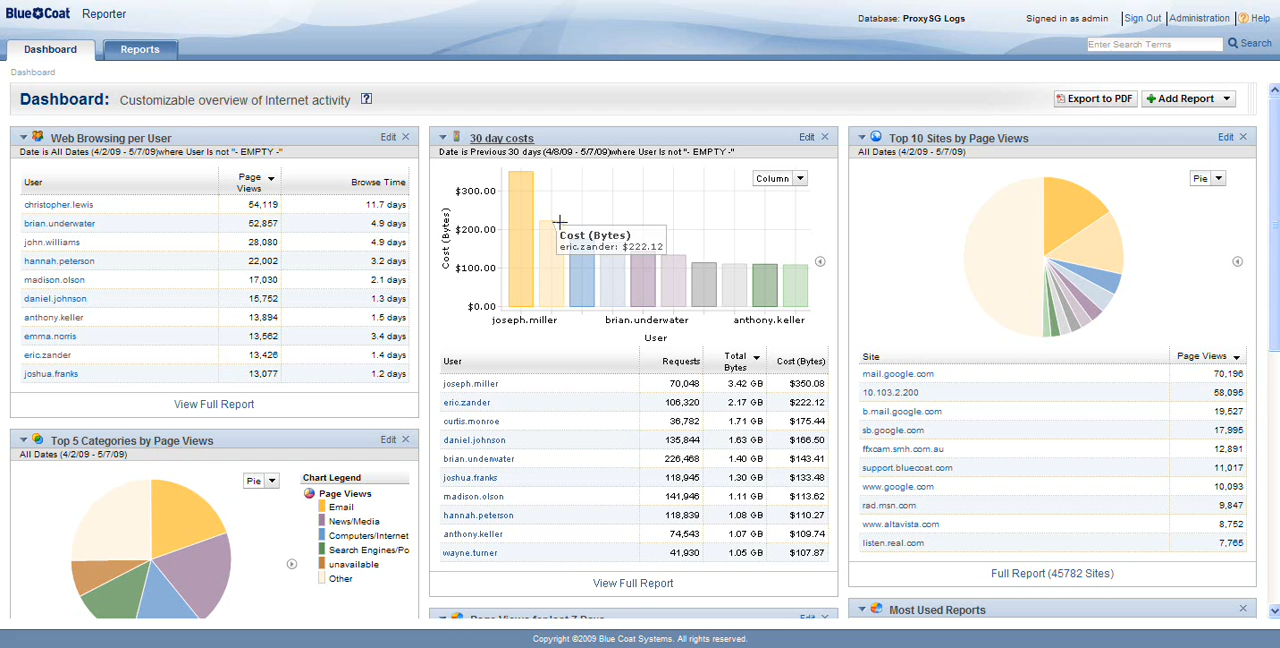 Blue Coat Reporter
Database: ProxySG Logs
Signed in as admin
Sign Out
Administration
Help
Dashboard
Reports
Enter Search Terms
Search
Dashboard
Dashboard: Customizable overview of Internet activity
Export to PDF
Add Report
Web Browsing per User
Edit
Date is All Dates (4/2/09 - 5/7/09)where User Is not "- EMPTY -"
User Page Views Browse Time
christopher.lewis 54,119 11.7 days
brian.underwater 52,857 4.9 days
john.williams 28,080 4.9 days
hannah.peterson 22,002 3.2 days
madison.olson 17,030 2.1 days
daniel.johnson 15,752 1.3 days
anthony.keller 13,894 1.5 days
emma.norris 13,562 3.4 days
eric.zander 13,426 1.4 days
joshua.franks 13,077 1.2 days
View Full Report
Top 5 Categories by Page Views
Edit
All Dates (4/2/09 - 5/7/09)
Pie
Chart Legend
Page Views
Email
News/Media
Computers/Internet
Search Engines/Po
unavailable
Other
30 day costs
Edit
Date is Previous 30 days (4/8/09 - 5/7/09)where User Is not "- EMPTY -"
Column
Cost (Bytes)
$300.00
$200.00
$100.00
$0.00
Cost (Bytes)
eric.zander: $222.12
joseph.miller
brian.underwater
anthony.keller
User
User Requests Total Bytes Cost (Bytes)
joseph.miller 70,048 3.42 GB $350.08
eric.zander 106,320 2.17 GB $222.12
curtis.monroe 36,782 1.71 GB $175.44
daniel.johnson 135,844 1.63 GB $166.50
brian.underwater 226,468 1.40 GB $143.41
joshua.franks 118,945 1.30 GB $133.48
madison.olson 141,946 1.11 GB $113.62
hannah.peterson 118,839 1.08 GB $110.27
anthony.keller 74,543 1.07 GB $109.74
wayne.turner 41,930 1.05 GB $107.87
View Full Report
Page Views for last 7 Days
Edit
Top 10 Sites by Page Views
Edit
All Dates (4/2/09 - 5/7/09)
Pie
Site Page Views
mail.google.com 70,196
10.103.2.200 58,095
b.mail.google.com 19,527
sb.google.com 17,995
ffxcam.smh.com.au 12,891
support.bluecoat.com 11,017
www.google.com 10,093
rad.msn.com 9,847
www.altavista.com 8,752
listen.real.com 7,765
Full Report (45782 Sites)
Most Used Reports
Copyright ©2009 Blue Coat Systems. All rights reserved.